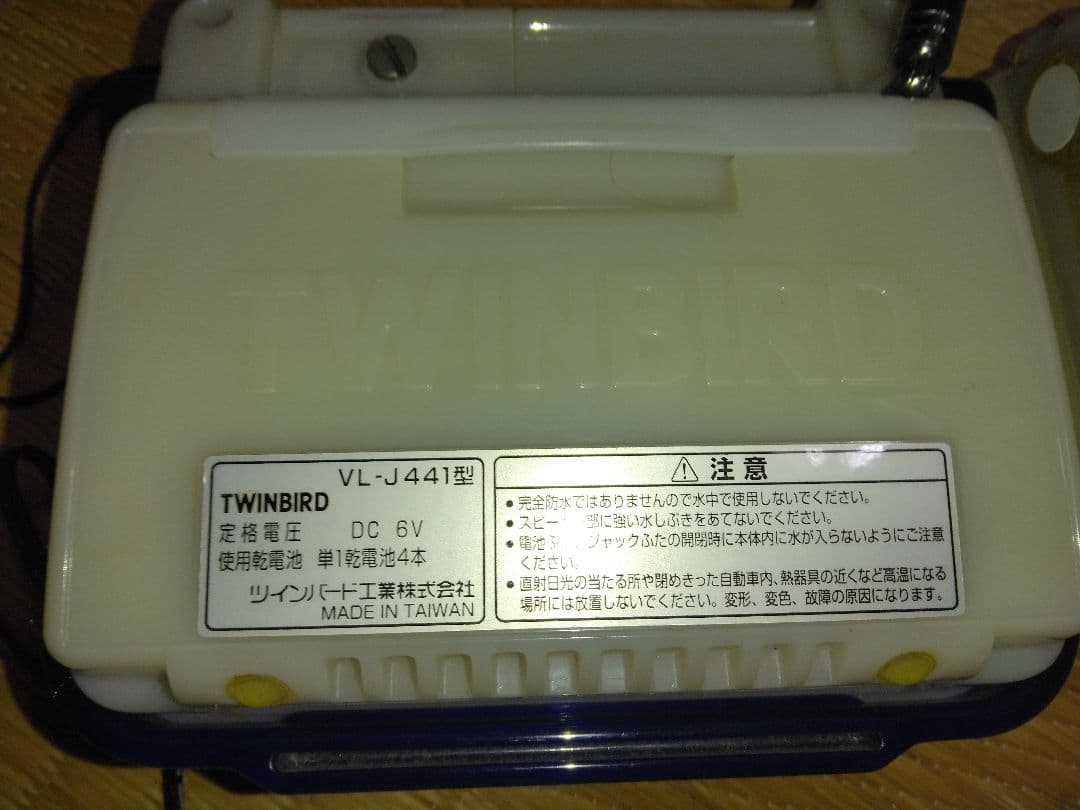 TWINBIRD
VL-J441型
TWINBIRD
定格電圧 DC 6V
使用乾電池 単1乾電池4本
ツインバード工業株式会社
MADE IN TAIWAN
注意
●完全防水ではありませんので水中で使用しないでください。
●スピー 部に強い水しぶきをあてないでください。
●電池ぶ ジャックふたの開閉時に本体内に水が入らないようにご注意
ください。
●直射日光の当たる所や閉めきった自動車内、熱器具の近くなど高温になる
場所には放置しないでください。変形、変色、故障の原因になります。